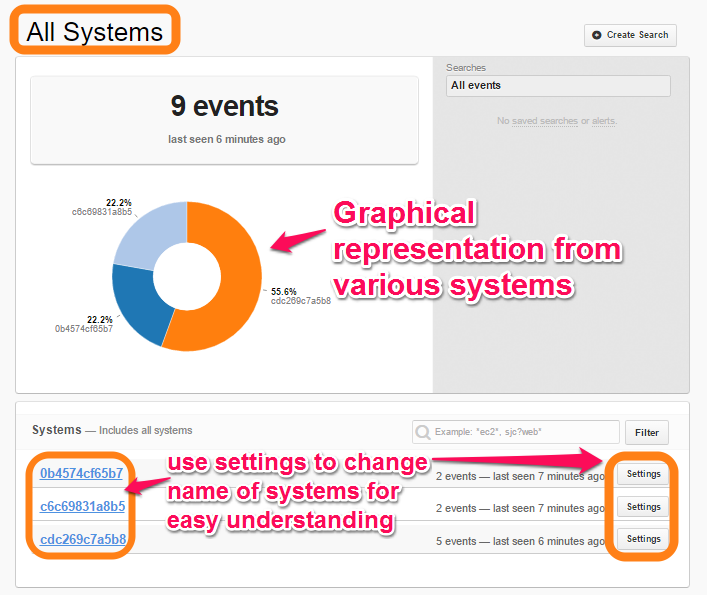 All Systems
Create Search
Searches
All events
No saved searches or alerts.
9 events
last seen 6 minutes ago
22.2%
c6c69831a8b5
Graphical
representation from
various systems
55.6%
cdc269c7a5b8
22.2%
0b4574cf65b7
Systems — Includes all systems
Example: "ec2", sjc?web*
Filter
use settings to change
name of systems for
easy understanding
0b4574cf65b7
2 events — last seen 7 minutes ago
Settings
c6c69831a8b5
2 events — last seen 7 minutes ago
Settings
cdc269c7a5b8
5 events — last seen 6 minutes ago
Settings